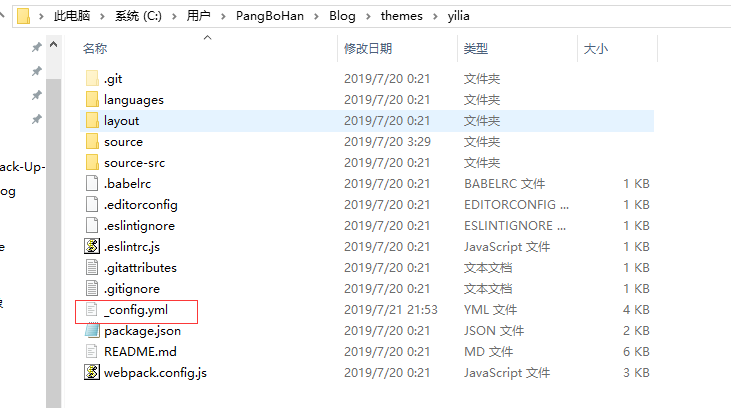 此电脑 > 系统 (C:) > 用户 > PangBoHan > Blog > themes > yilia
名称 修改日期 类型 大小
.git 2019/7/20 0:21 文件夹
languages 2019/7/20 0:21 文件夹
layout 2019/7/20 0:21 文件夹
source 2019/7/20 3:29 文件夹
source-src 2019/7/20 0:21 文件夹
ack-Up-
.babelrc 2019/7/20 0:21 BABELRC 文件 1 KB
og
.editorconfig 2019/7/20 0:21 EDITORCONFIG ... 1 KB
.eslintignore 2019/7/20 0:21 ESLINTIGNORE ... 1 KB
.eslintrc.js 2019/7/20 0:21 JavaScript 文件 1 KB
.gitattributes 2019/7/20 0:21 文本文档 1 KB
.gitignore 2019/7/20 0:21 文本文档 1 KB
_config.yml 2019/7/21 21:53 YML 文件 4 KB
package.json 2019/7/20 0:21 JSON 文件 2 KB
README.md 2019/7/20 0:21 MD 文件 6 KB
webpack.config.js 2019/7/20 0:21 JavaScript 文件 3 KB